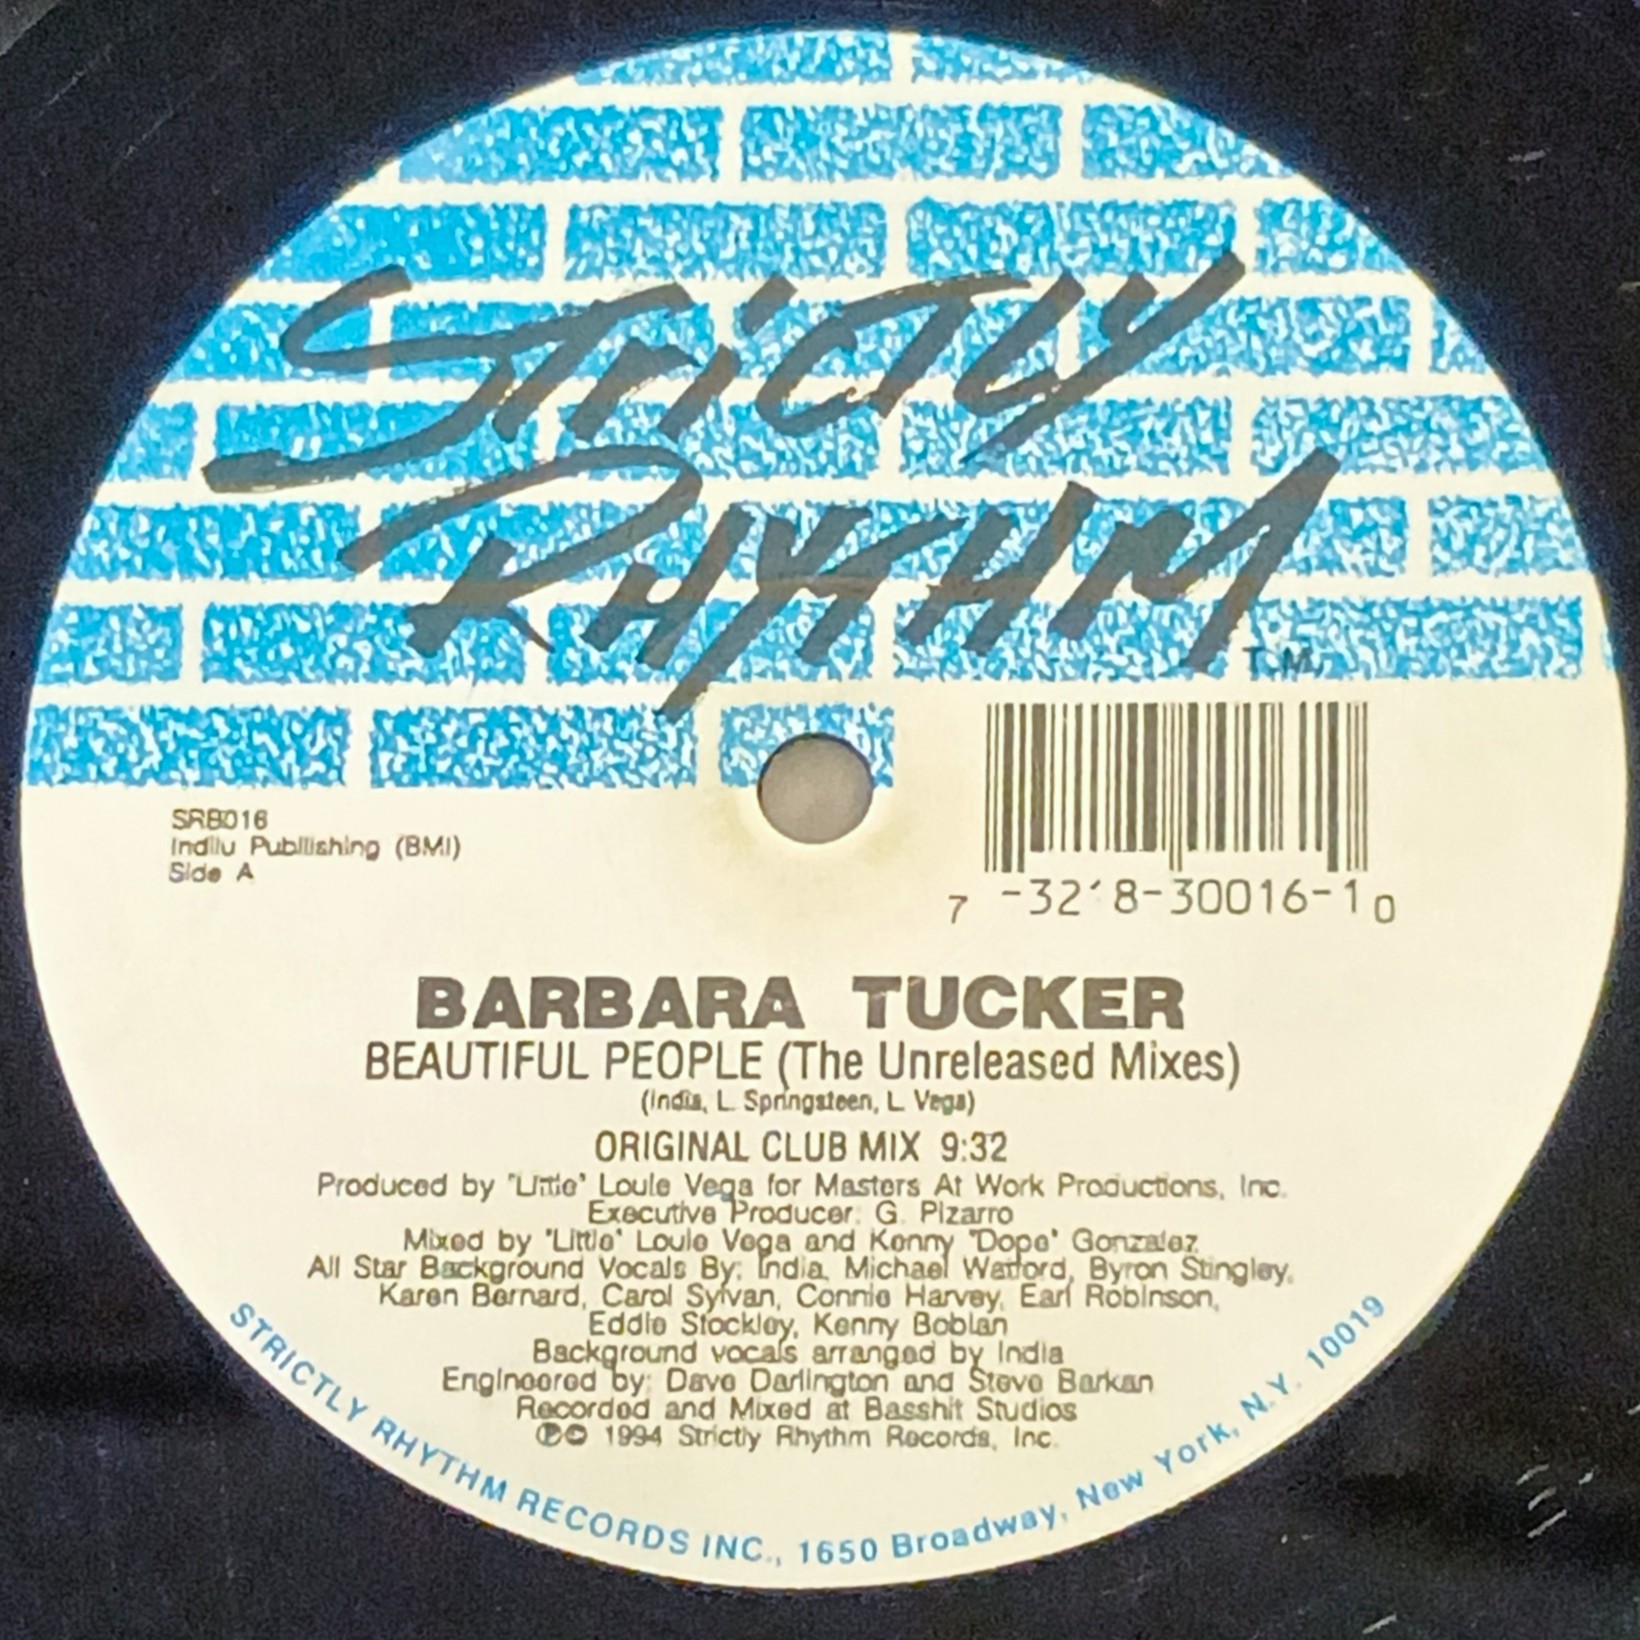 STRICTLY
RHYTHM
T.M.
SRB016
Indilu Publishing (BMI)
Side A
7 -32'8-30016-1 0
BARBARA TUCKER
BEAUTIFUL PEOPLE (The Unreleased Mixes)
(India, L. Springsteen, L. Vega)
ORIGINAL CLUB MIX 9:32
Produced by "Little" Louie Vega for Masters At Work Productions, Inc.
Executive Producer: G. Pizarro
Mixed by "Little" Louie Vega and Kenny "Dope" Gonzalez
All Star Background Vocals By: India, Michael Watford, Byron Stingley,
Karen Bernard, Carol Sylvan, Connie Harvey, Earl Robinson,
Eddie Stockley, Kenny Bobian
Background vocals arranged by India
Engineered by: Dave Darlington and Steve Barkan
Recorded and Mixed at Basshit Studios
℗© 1994 Strictly Rhythm Records, Inc.
STRICTLY RHYTHM RECORDS INC., 1650 Broadway, New York, N.Y. 10019